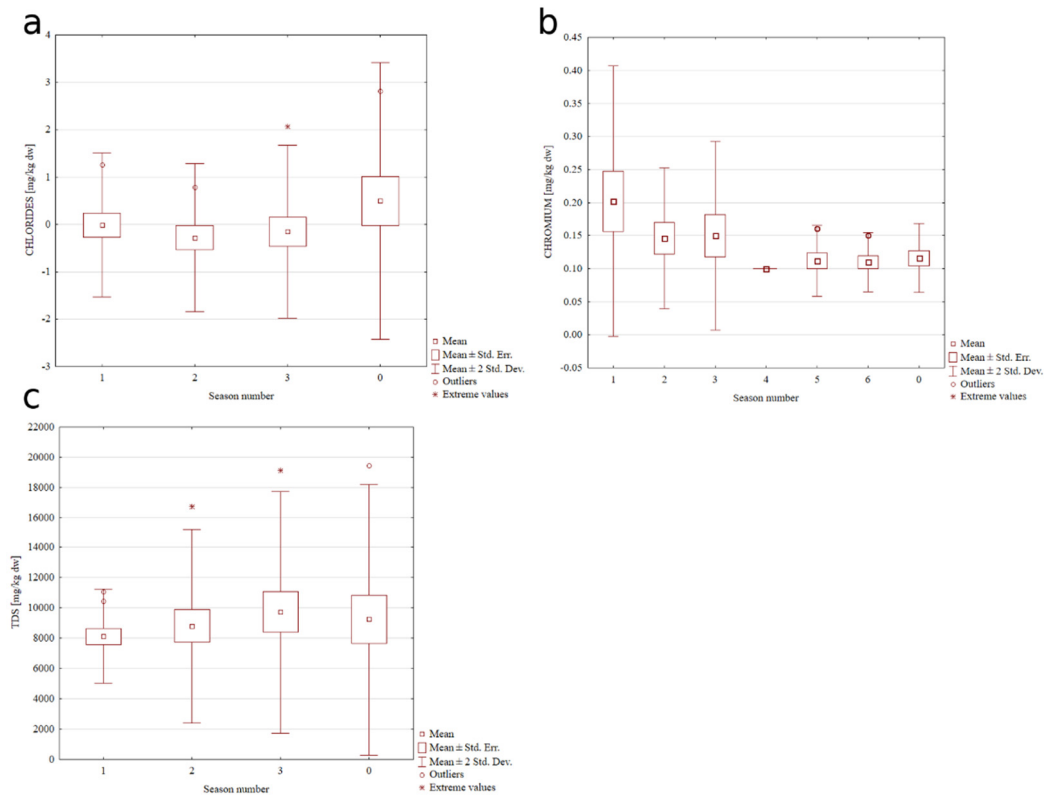 a
CHLORIDES [mg/kg dw]
4
3
2
1
0
-1
-2
-3
1 2 3 0
Season number
Mean
Mean ± Std. Err.
Mean ± 2 Std. Dev.
Outliers
Extreme values
b
CHROMIUM [mg/kg dw]
0.45
0.40
0.35
0.30
0.25
0.20
0.15
0.10
0.05
0.00
-0.05
1 2 3 4 5 6 0
Season number
Mean
Mean ± Std. Err.
Mean ± 2 Std. Dev.
Outliers
Extreme values
c
TDS [mg/kg dw]
22000
20000
18000
16000
14000
12000
10000
8000
6000
4000
2000
0
1 2 3 0
Season number
Mean
Mean ± Std. Err.
Mean ± 2 Std. Dev.
Outliers
Extreme values